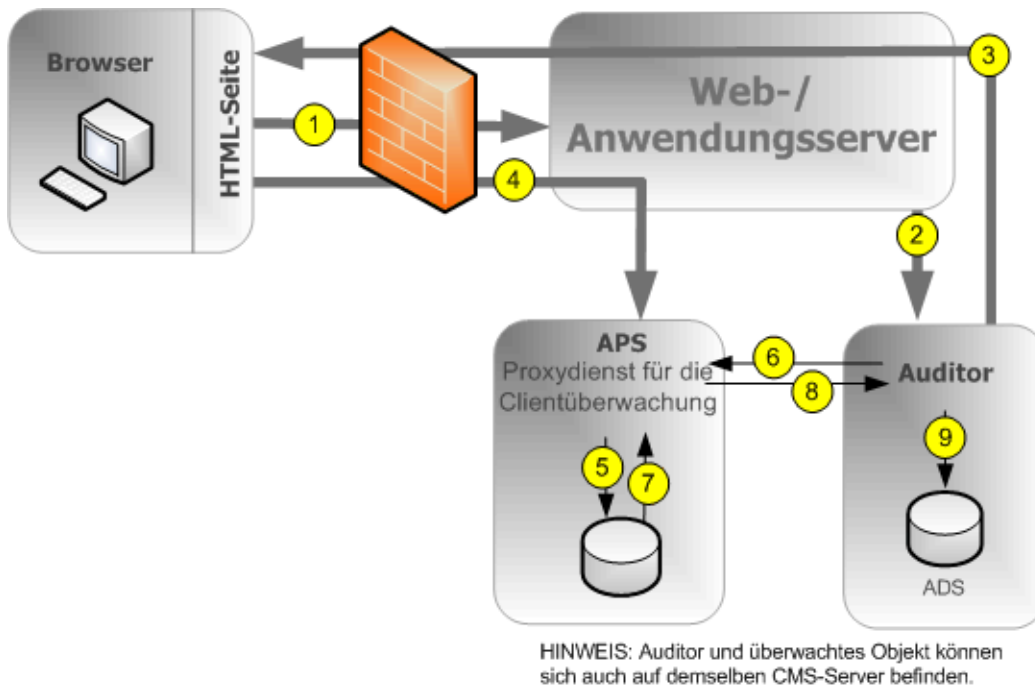 Browser
HTML-Seite
1
3
Web-/
Anwendungsserver
4
2
APS
Proxydienst für die
Clientüberwachung
6
8
Auditor
5
7
9
ADS
HINWEIS: Auditor und überwachtes Objekt können
sich auch auf demselben CMS-Server befinden.